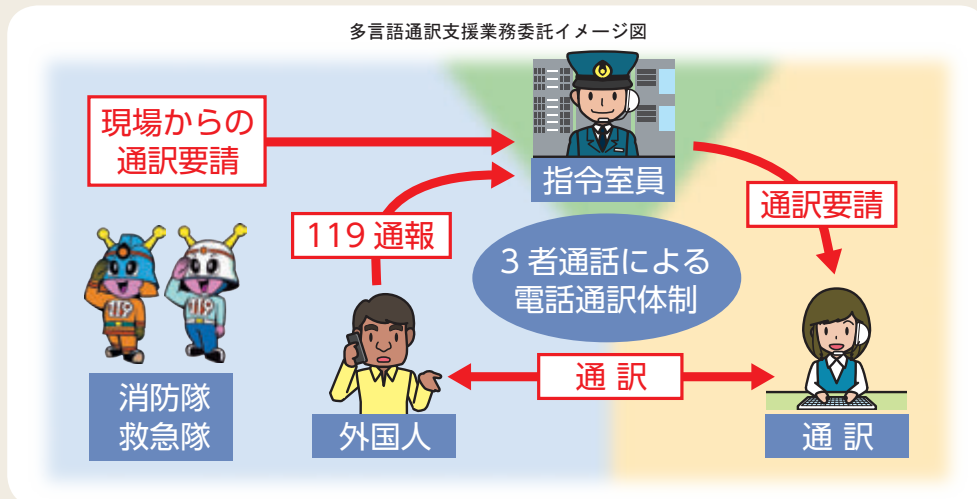 多言語通訳支援業務委託イメージ図
現場からの
通訳要請
指令室員
通訳要請
119 通報
3 者通話による
電話通訳体制
119
119
通 訳
消防隊
救急隊
外国人
通 訳